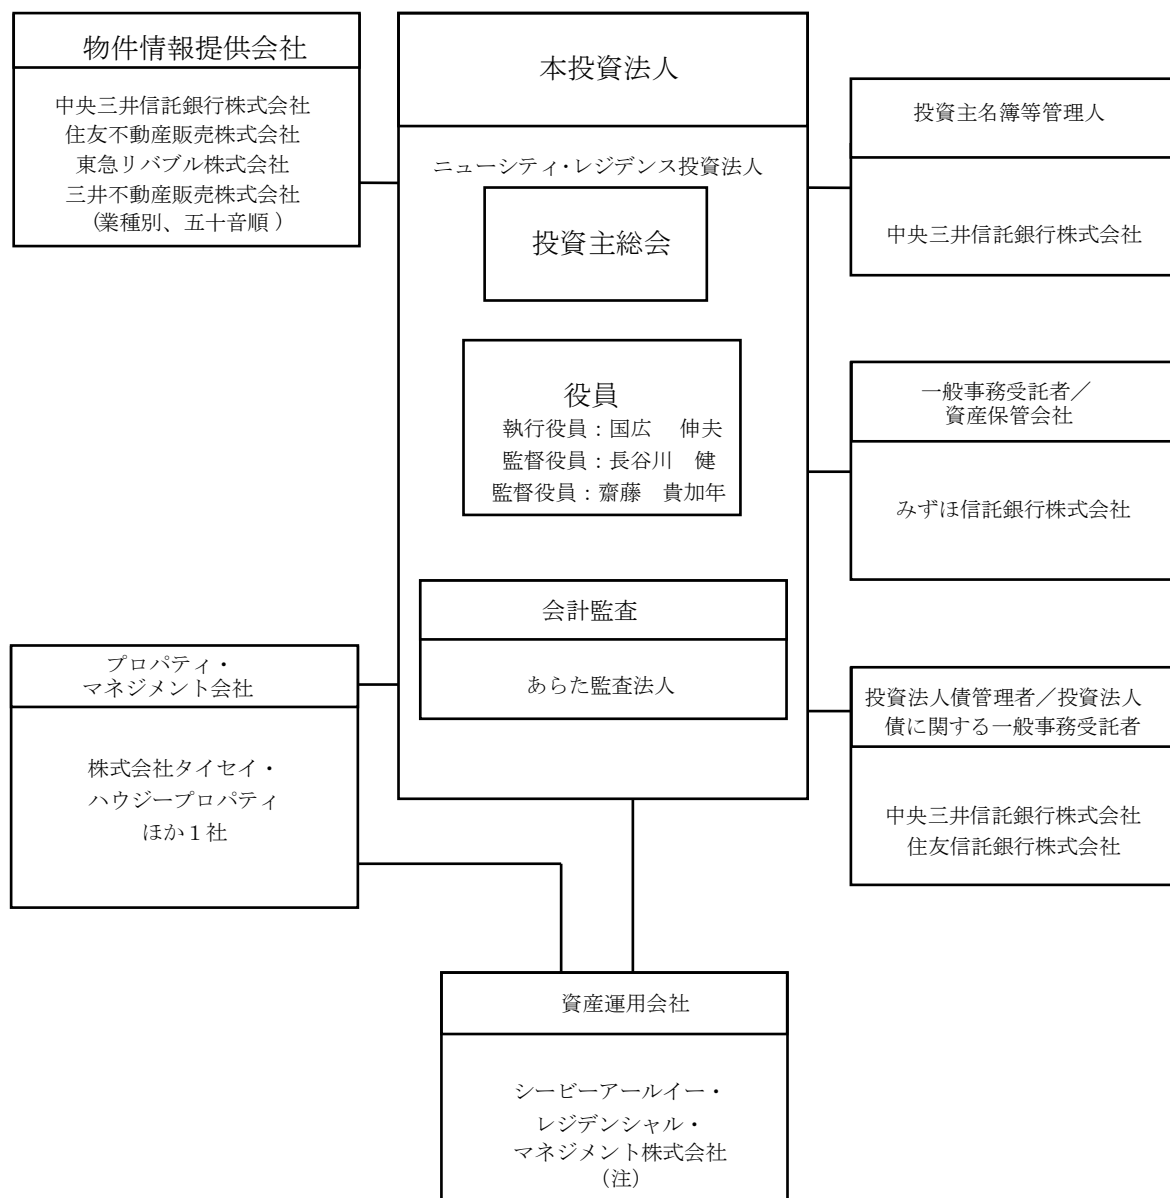 物件情報提供会社
中央三井信託銀行株式会社
住友不動産販売株式会社
東急リバブル株式会社
三井不動産販売株式会社
（業種別、五十音順）
本投資法人
ニューシティ・レジデンス投資法人
投資主総会
役員
執行役員：国広　伸夫
監督役員：長谷川　健
監督役員：齋藤　貴加年
会計監査
あらた監査法人
投資主名簿等管理人
中央三井信託銀行株式会社
一般事務受託者／
資産保管会社
みずほ信託銀行株式会社
プロパティ・
マネジメント会社
株式会社タイセイ・
ハウジープロパティ
ほか１社
投資法人債管理者／投資法人
債に関する一般事務受託者
中央三井信託銀行株式会社
住友信託銀行株式会社
資産運用会社
シービーアールイー・
レジデンシャル・
マネジメント株式会社
（注）